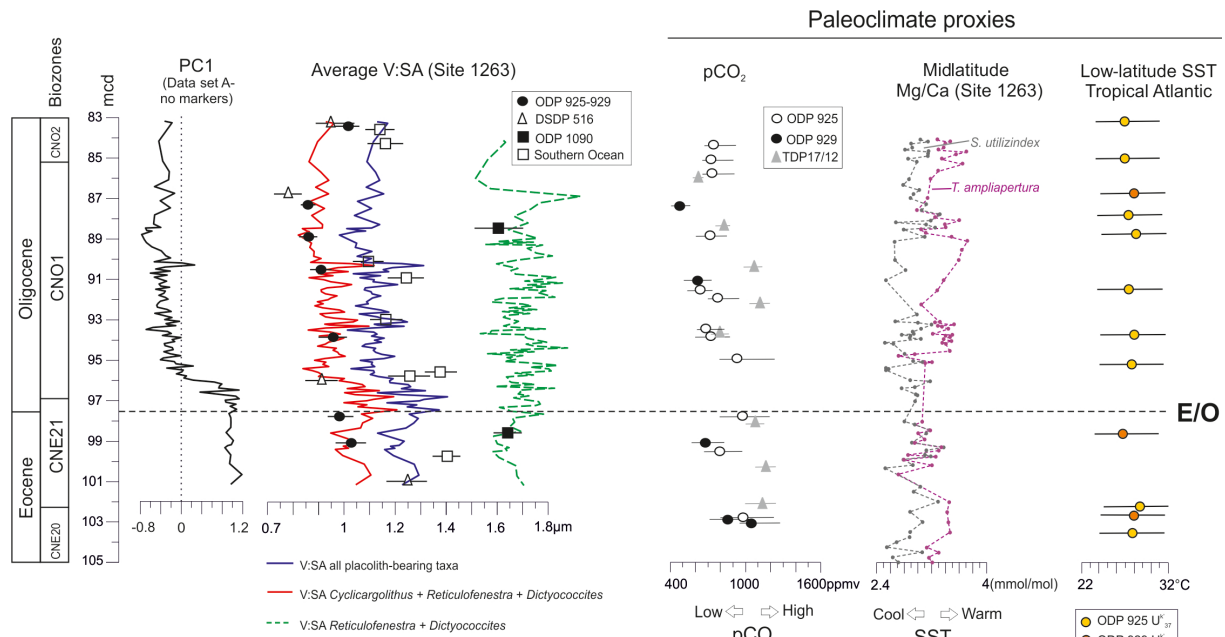 Paleoclimate proxies
Biozones
mcd
PC1
(Data set A-
no markers)
Average V:SA (Site 1263)
pCO2
Midlatitude
Mg/Ca (Site 1263)
Low-latitude SST
Tropical Atlantic
ODP 925-929
DSDP 516
ODP 1090
Southern Ocean
ODP 925
ODP 929
TDP17/12
S. utilizindex
T. ampliapertura
Oligocene
Eocene
CNO2
CNO1
CNE21
CNE20
83
85
87
89
91
93
95
97
99
101
103
105
E/O
-0.8 0 1.2
0.7 1 1.2 1.4 1.6 1.8µm
400 1000 1600ppmv
2.4 4(mmol/mol)
22 32°C
Low High
pCO
Cool Warm
SST
V:SA all placolith-bearing taxa
V:SA Cyclicargolithus + Reticulofenestra + Dictyococcites
V:SA Reticulofenestra + Dictyococcites
ODP 925 U
37